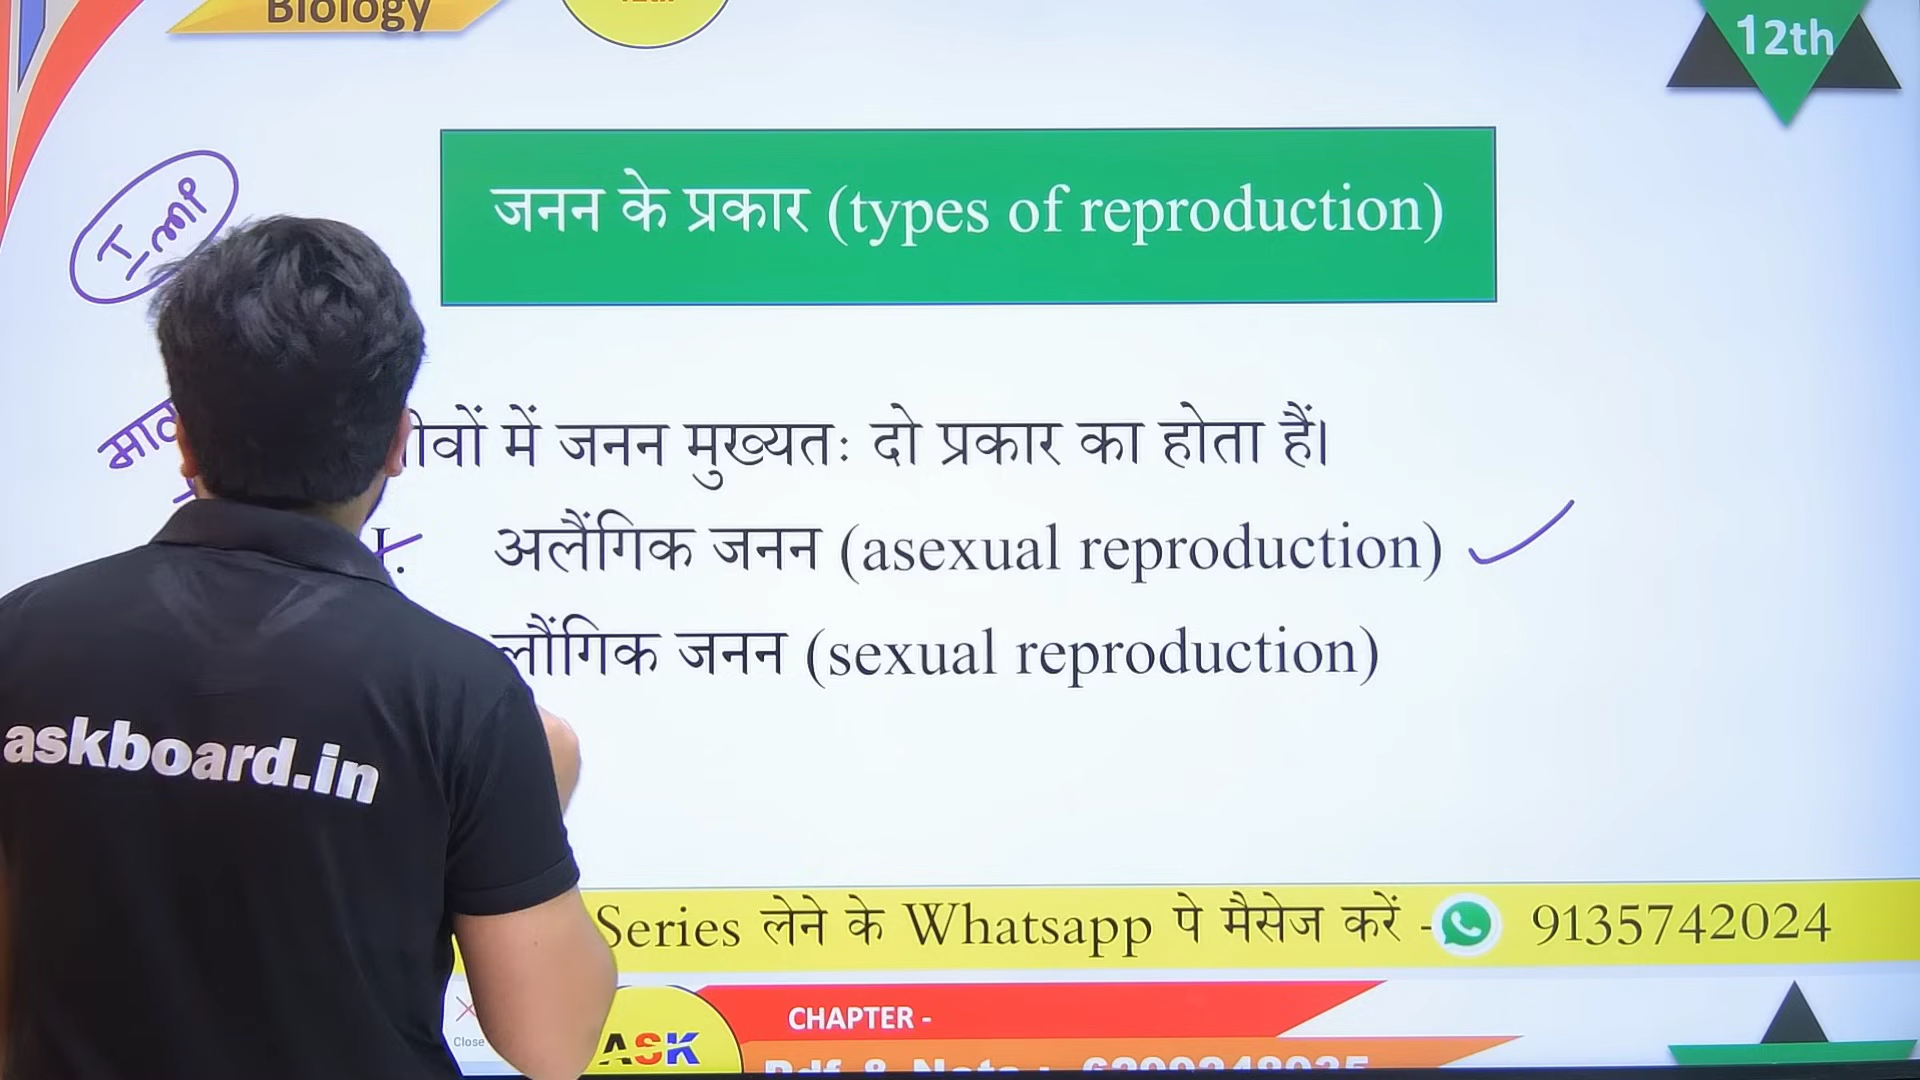 Biology
12th
Imp
जनन के प्रकार (types of reproduction)
में जनन मुख्यतः दो प्रकार का होता हैं।
I. अलैंगिक जनन (asexual reproduction)
लौंगिक जनन (sexual reproduction)
askboard.in
Series लेने के Whatsapp पे मैसेज करें - 9135742024
Close
ASK
CHAPTER -